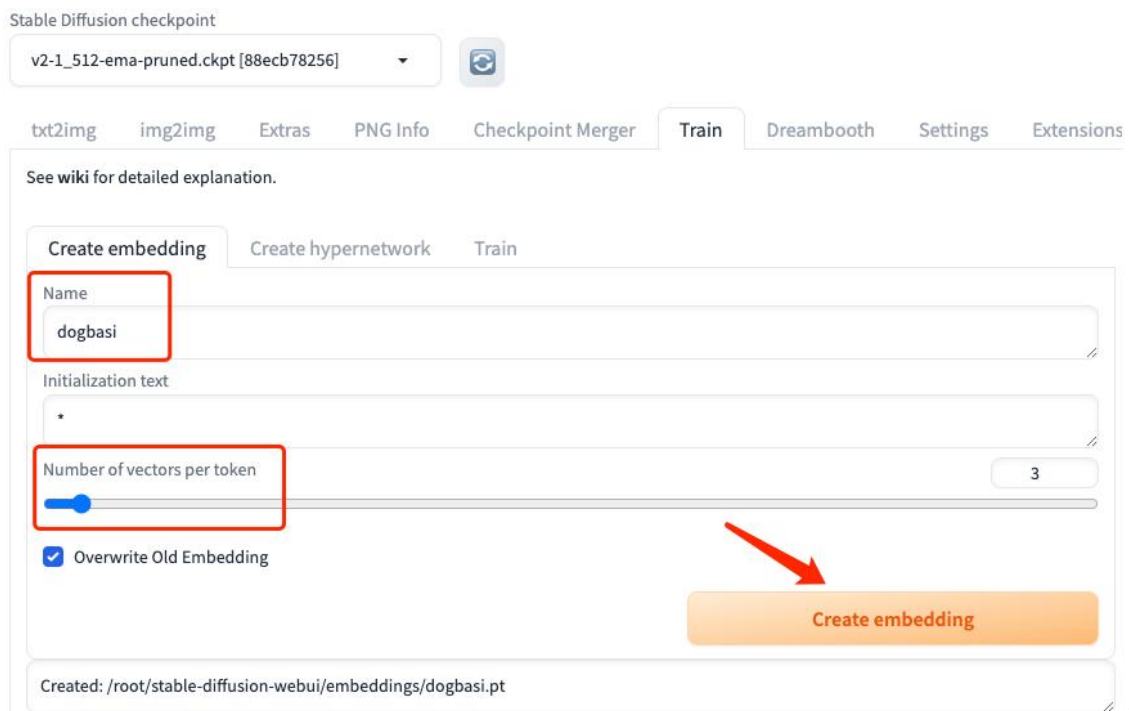 Stable Diffusion checkpoint
v2-1_512-ema-pruned.ckpt [88ecb78256]
txt2img img2img Extras PNG Info Checkpoint Merger Train Dreambooth Settings Extensions
See wiki for detailed explanation.
Create embedding Create hypernetwork Train
Name
dogbasi
Initialization text
*
Number of vectors per token 3
Overwrite Old Embedding
Create embedding
Created: /root/stable-diffusion-webui/embeddings/dogbasi.pt